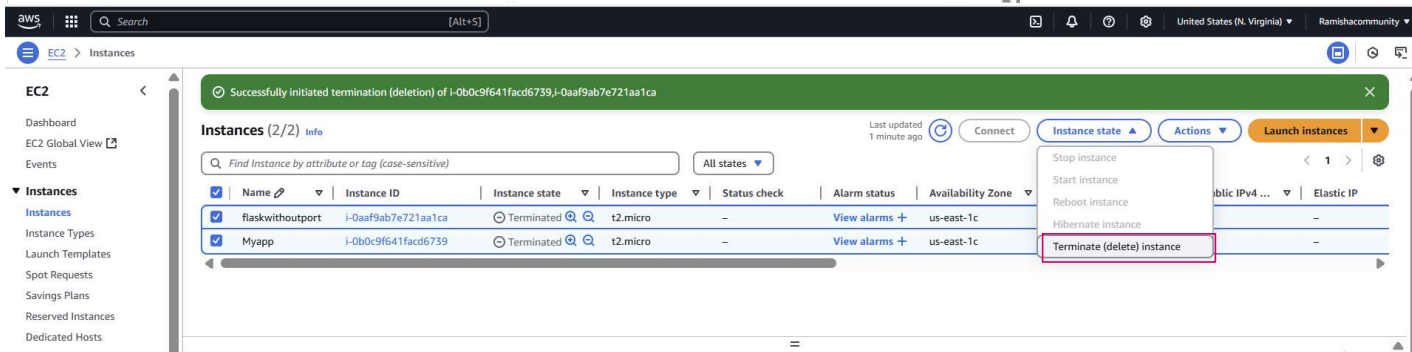 aws
Search [Alt+S]
United States (N. Virginia) ▼ Ramishacommunity ▼
EC2 > Instances
EC2
Dashboard
EC2 Global View
Events
▼ Instances
Instances
Instance Types
Launch Templates
Spot Requests
Savings Plans
Reserved Instances
Dedicated Hosts
Successfully initiated termination (deletion) of i-0b0c9f641facd6739,i-0aaf9ab7e721aa1ca
Instances (2/2) Info
Last updated
1 minute ago
Connect
Instance state ▲
Actions ▼
Launch instances ▼
Find Instance by attribute or tag (case-sensitive)
All states ▼
< 1 >
Name Instance ID Instance state Instance type Status check Alarm status Availability Zone Elastic IP
flaskwithoutport i-0aaf9ab7e721aa1ca Terminated t2.micro – View alarms + us-east-1c –
Myapp i-0b0c9f641facd6739 Terminated t2.micro – View alarms + us-east-1c –
Stop instance
Start instance
Reboot instance
Hibernate instance
Terminate (delete) instance